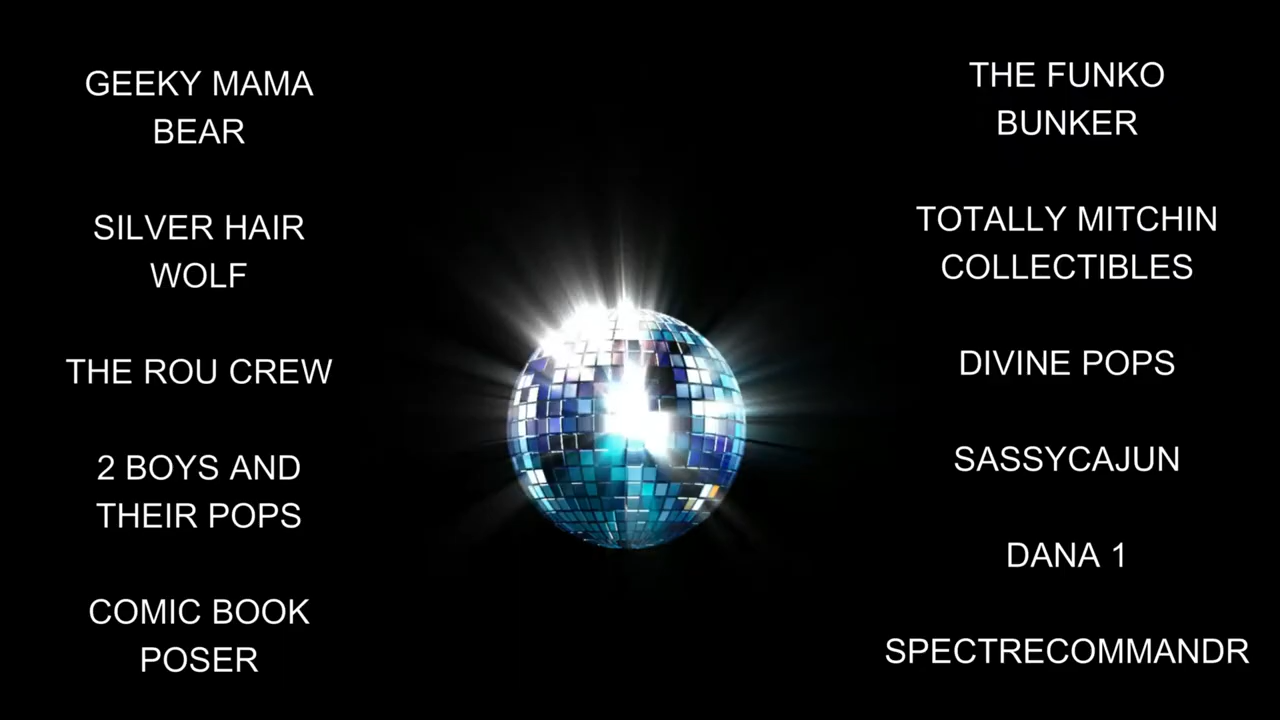 GEEKY MAMA
BEAR
SILVER HAIR
WOLF
THE ROU CREW
2 BOYS AND
THEIR POPS
COMIC BOOK
POSER
THE FUNKO
BUNKER
TOTALLY MITCHIN
COLLECTIBLES
DIVINE POPS
SASSYCAJUN
DANA 1
SPECTRECOMMANDR